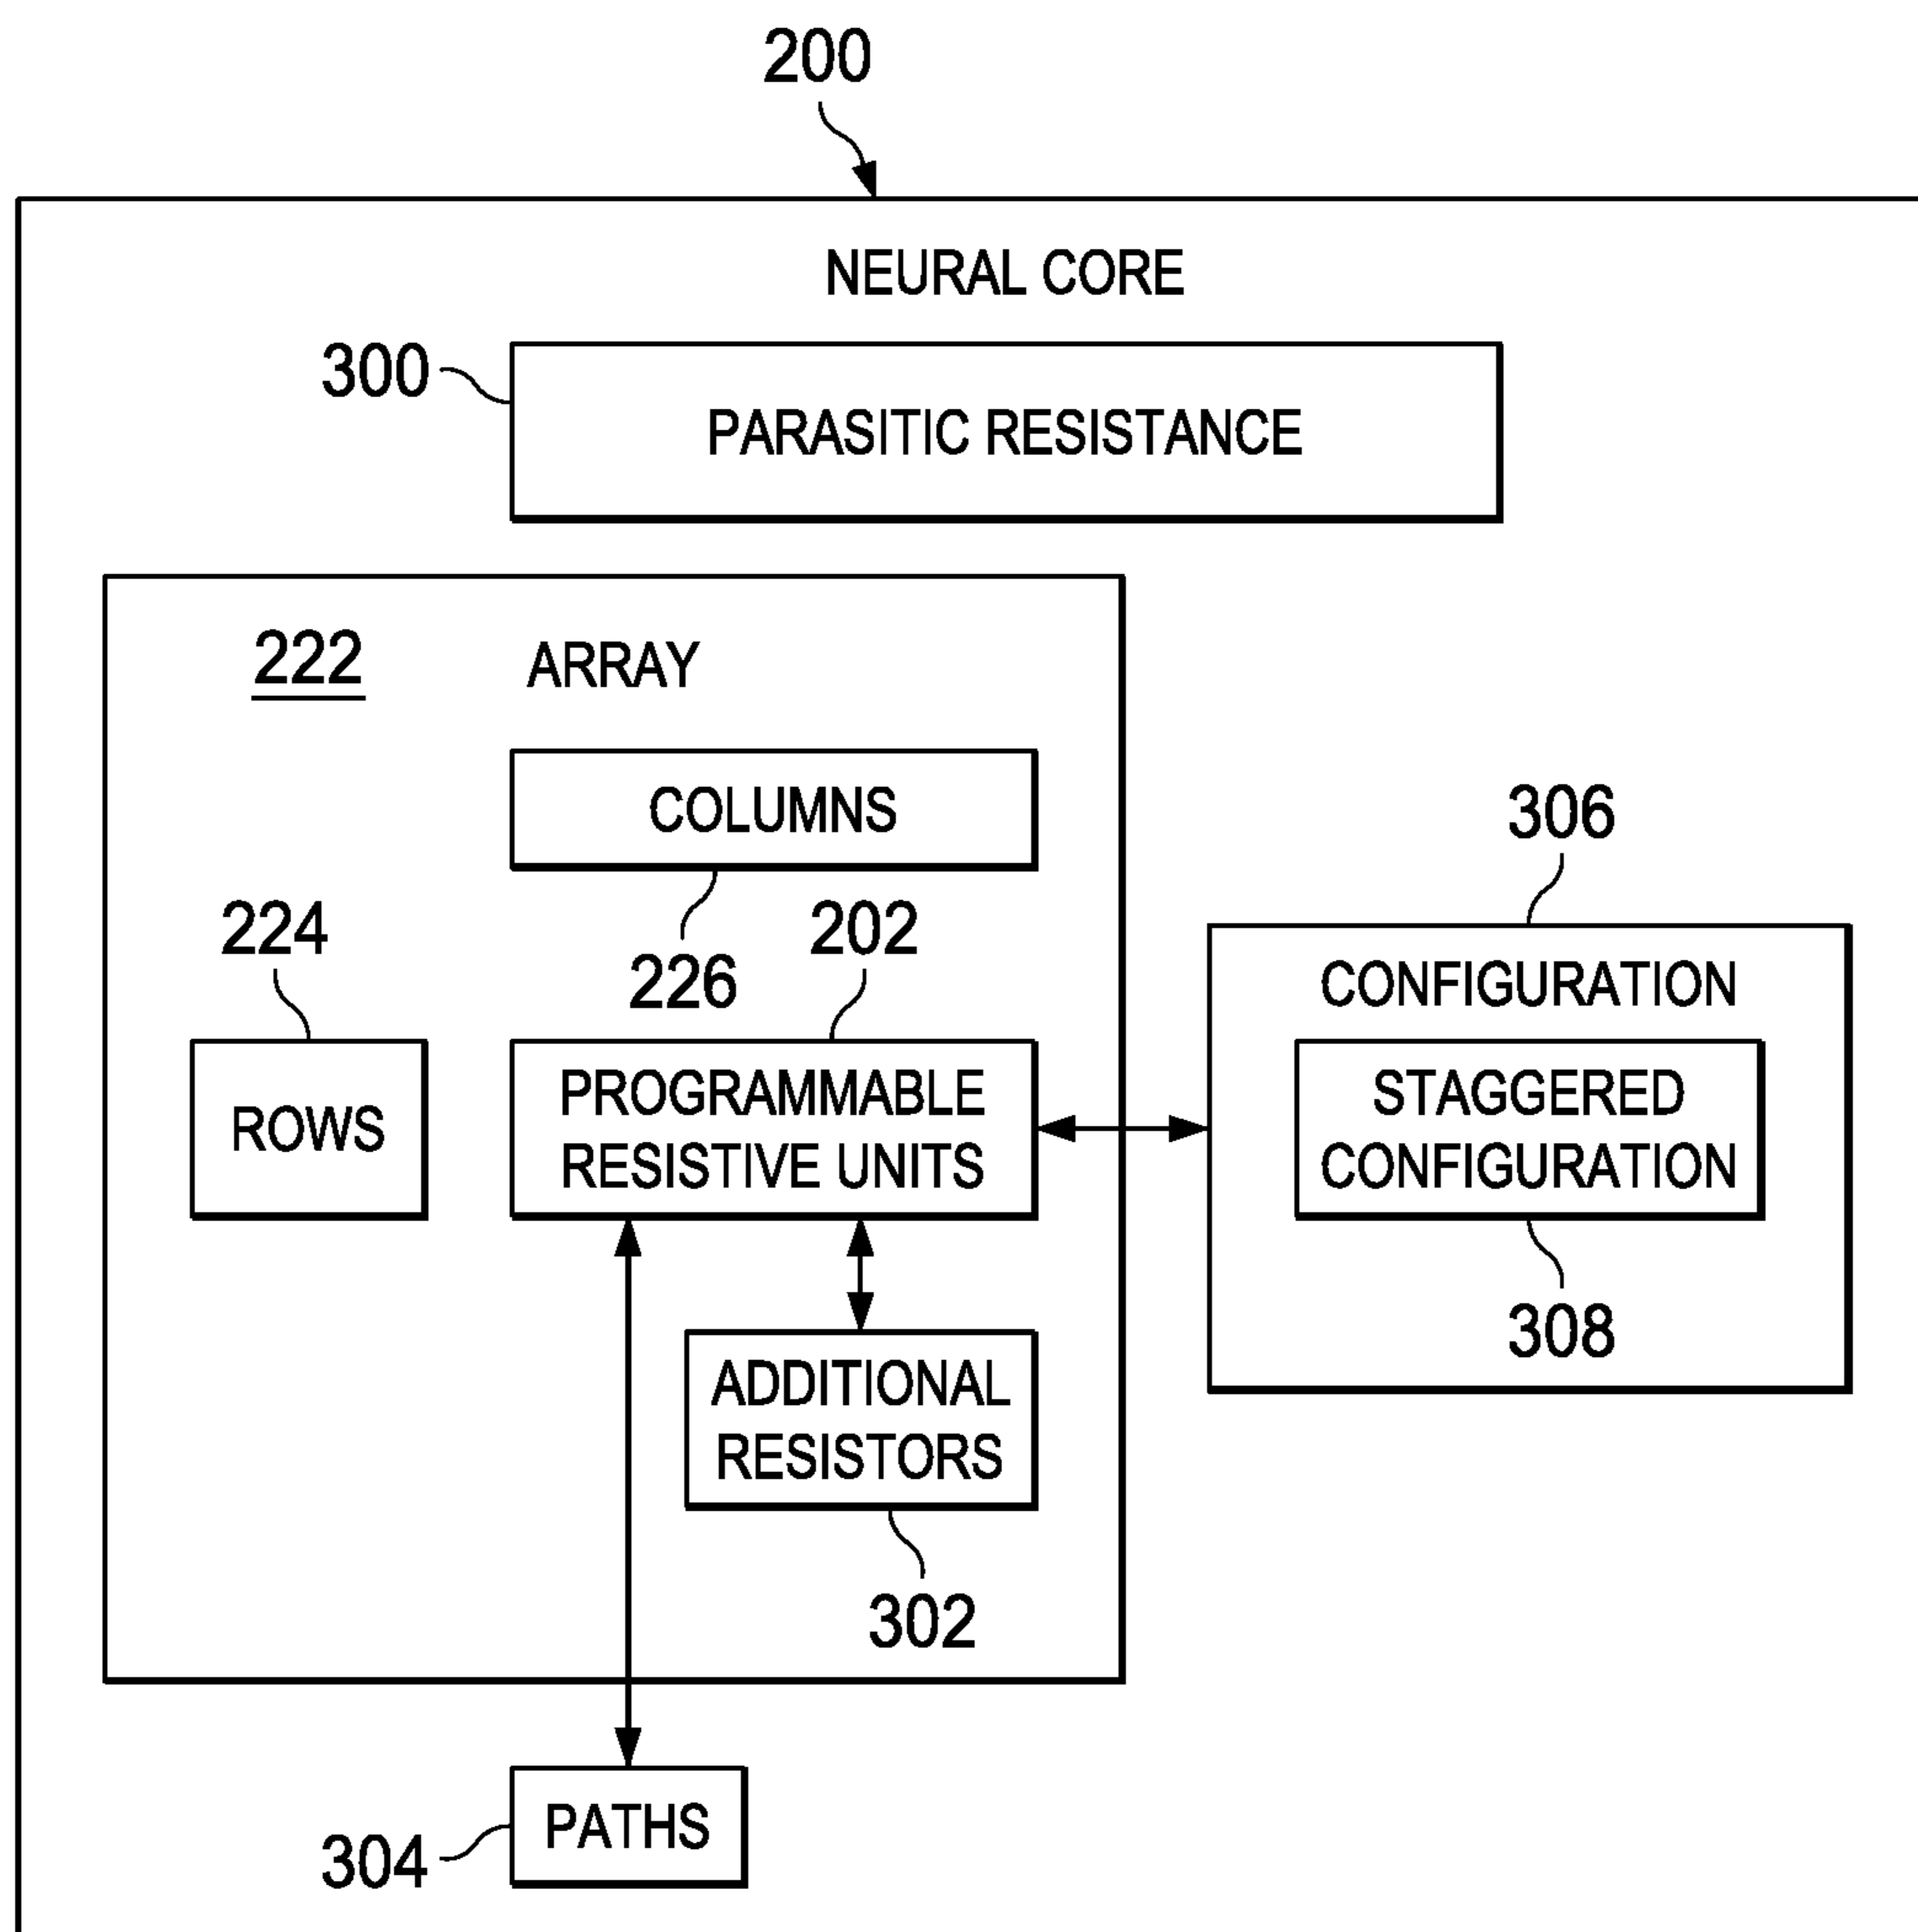 200
NEURAL CORE
300
PARASITIC RESISTANCE
222
ARRAY
COLUMNS
226
224
ROWS
202
PROGRAMMABLE
RESISTIVE UNITS
ADDITIONAL
RESISTORS
302
306
CONFIGURATION
STAGGERED
CONFIGURATION
308
PATHS
304